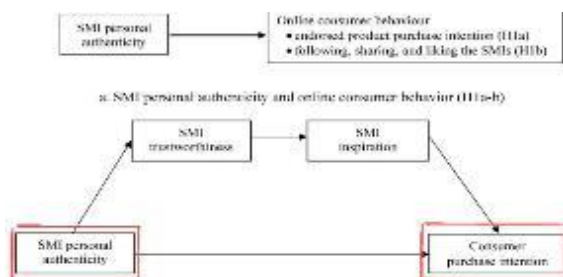 SMI personal
authenticity
Online consumer behaviour
• endorsed product purchase intention (H1a)
• following, sharing, and liking the SMIs (H1b)
a. SMI personal authenticity and online consumer behavior (H1a-b)
SMI
trustworthiness
SMI
inspiration
SMI personal
authenticity
Consumer
purchase intention